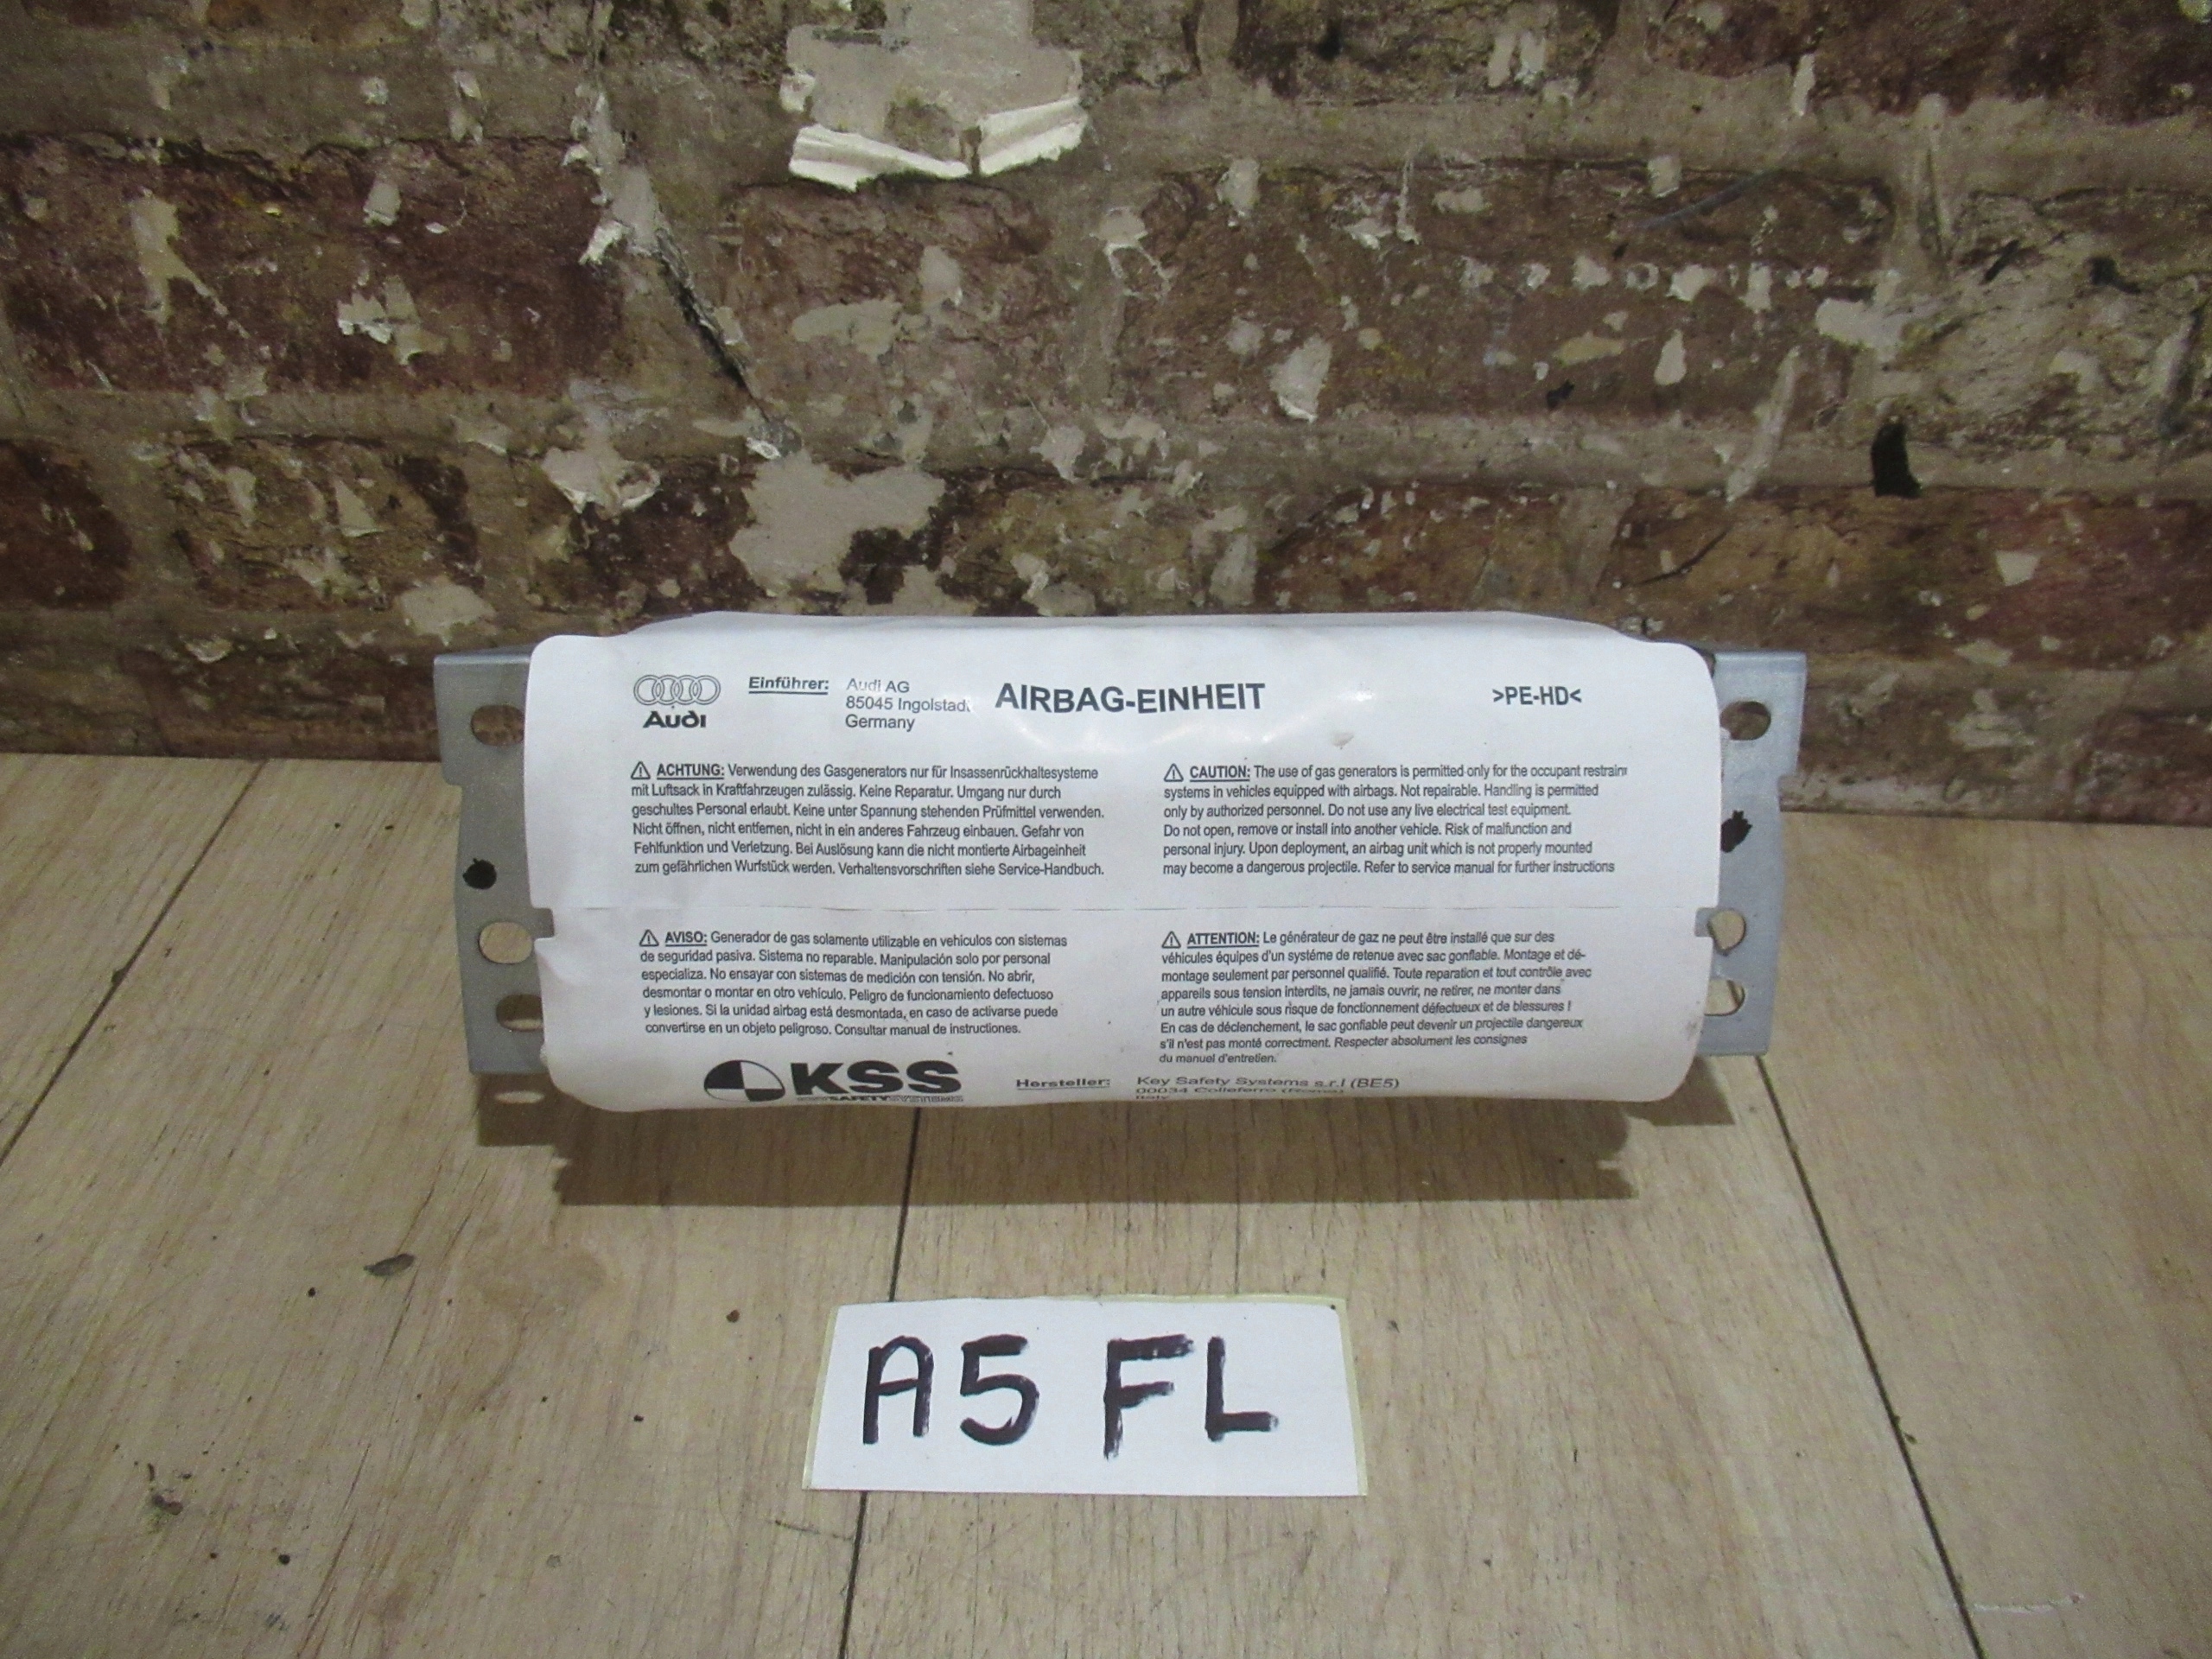 Audi
Einführer: Audi AG
85045 Ingolstadt
Germany
AIRBAG-EINHEIT
>PE-HD<
ACHTUNG: Verwendung des Gasgenerators nur für Insassenrückhaltesysteme
mit Luftsack in Kraftfahrzeugen zulässig. Keine Reparatur. Umgang nur durch
geschultes Personal erlaubt. Keine unter Spannung stehenden Prüfmittel verwenden.
Nicht öffnen, nicht entfernen, nicht in ein anderes Fahrzeug einbauen. Gefahr von
Fehlfunktion und Verletzung. Bei Auslösung kann die nicht montierte Airbageinheit
zum gefährlichen Wurfstück werden. Verhaltensvorschriften siehe Service-Handbuch.
CAUTION: The use of gas generators is permitted only for the occupant restraint
systems in vehicles equipped with airbags. Not repairable. Handling is permitted
only by authorized personnel. Do not use any live electrical test equipment.
Do not open, remove or install into another vehicle. Risk of malfunction and
personal injury. Upon deployment, an airbag unit which is not properly mounted
may become a dangerous projectile. Refer to service manual for further instructions
AVISO: Generador de gas solamente utilizable en vehiculos con sistemas
de seguridad pasiva. Sistema no reparable. Manipulación solo por personal
especializa. No ensayar con sistemas de medición con tensión. No abrir,
desmontar o montar en otro vehículo. Peligro de funcionamiento defectuoso
y lesiones. Si la unidad airbag está desmontada, en caso de activarse puede
convertirse en un objeto peligroso. Consultar manual de instructiones.
ATTENTION: Le générateur de gaz ne peut être installé que sur des
véhicules équipes d'un systéme de retenue avec sac gonflable. Montage et dé-
montage seulement par personnel qualifié. Toute reparation et tout contrôle avec
appareils sous tension interdits, ne jamais ouvrir, ne retirer, ne monter dans
un autre véhicule sous risque de fonctionnement défectueux et de blessures !
En cas de déclenchement, le sac gonflable peut devenir un projectile dangereux
s'il n'est pas monté correctment. Respecter absolument les consignes
du manuel d'entretien.
KSS
KEY SAFETY SYSTEMS
Hersteller: Key Safety Systems s.r.l (BE5)
00034 Colleferro (Roma)
Italy
A5 FL